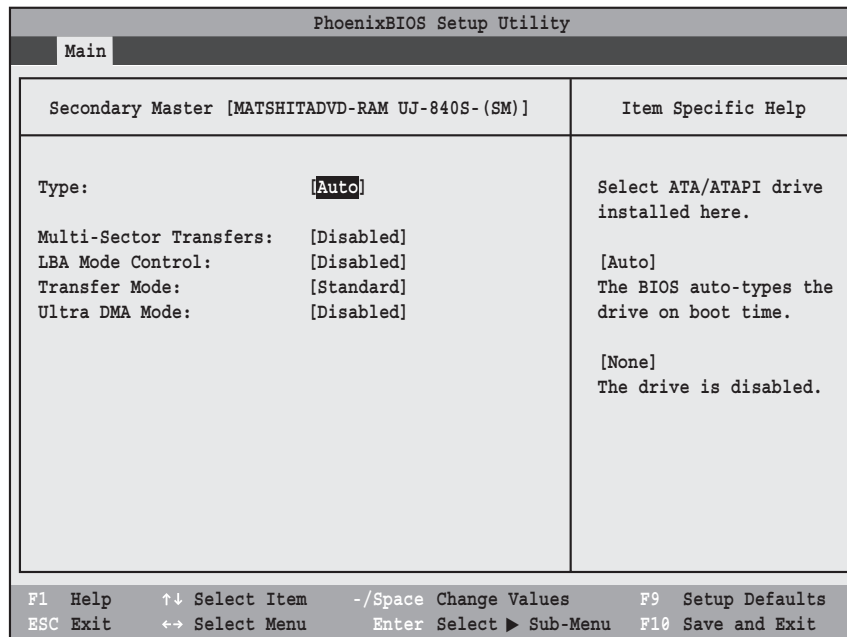 PhoenixBIOS Setup Utility
Main
Secondary Master [MATSHITADVD-RAM UJ-840S-(SM)]
Item Specific Help
Type: [Auto]
Multi-Sector Transfers: [Disabled]
LBA Mode Control: [Disabled]
Transfer Mode: [Standard]
Ultra DMA Mode: [Disabled]
Select ATA/ATAPI drive
installed here.
[Auto]
The BIOS auto-types the
drive on boot time.
[None]
The drive is disabled.
F1 Help ↑↓ Select Item -/Space Change Values F9 Setup Defaults
ESC Exit ←→ Select Menu Enter Select ▶ Sub-Menu F10 Save and Exit